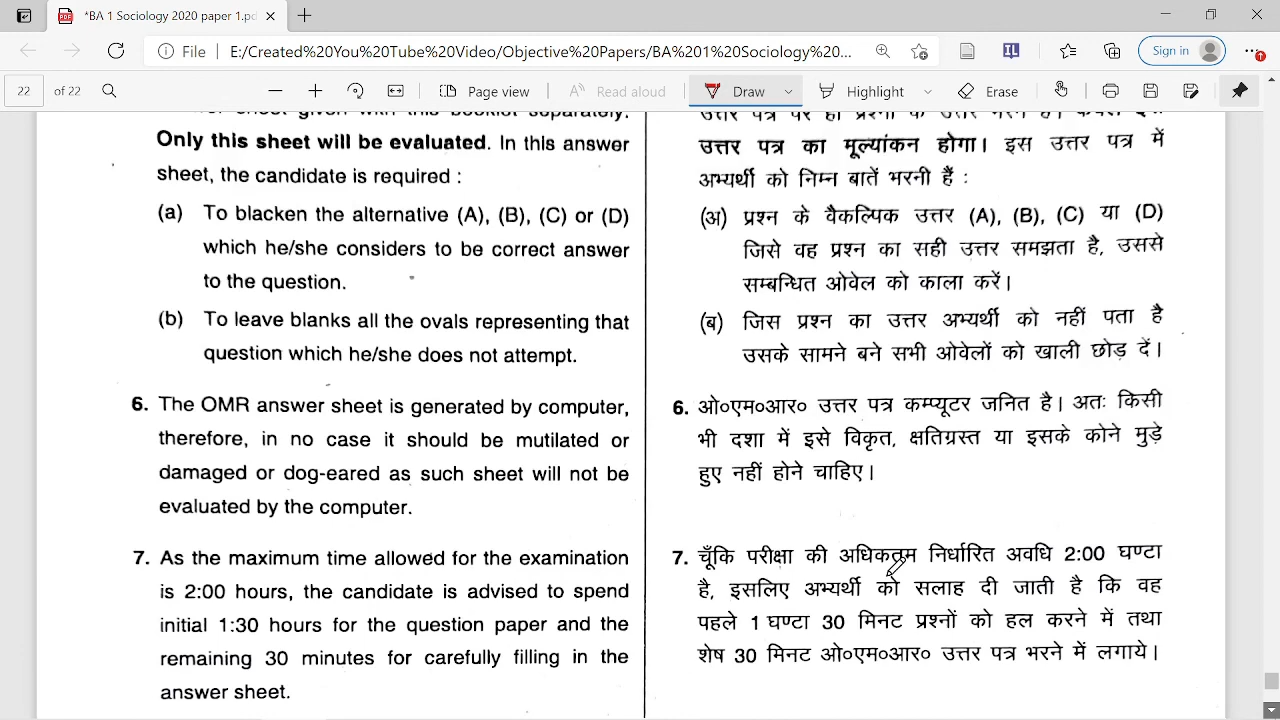 *BA 1 Sociology 2020 paper 1.pdf
File E:/Created%20You%20Tube%20Video/Objective%20Papers/BA%201%20Sociology%20...
Sign in
22 of 22
Page view
Read aloud
Draw
Highlight
Erase
Only this sheet will be evaluated. In this answer
sheet, the candidate is required :
(a) To blacken the alternative (A), (B), (C) or (D)
which he/she considers to be correct answer
to the question.
(b) To leave blanks all the ovals representing that
question which he/she does not attempt.
6. The OMR answer sheet is generated by computer,
therefore, in no case it should be mutilated or
damaged or dog-eared as such sheet will not be
evaluated by the computer.
7. As the maximum time allowed for the examination
is 2:00 hours, the candidate is advised to spend
initial 1:30 hours for the question paper and the
remaining 30 minutes for carefully filling in the
answer sheet.
उत्तर पत्र का मूल्यांकन होगा। इस उत्तर पत्र में
अभ्यर्थी को निम्न बातें भरनी हैं :
(अ) प्रश्न के वैकल्पिक उत्तर (A), (B), (C) या (D)
जिसे वह प्रश्न का सही उत्तर समझता है, उससे
सम्बन्धित ओवेल को काला करें।
(ब) जिस प्रश्न का उत्तर अभ्यर्थी को नहीं पता है
उसके सामने बने सभी ओवेलों को खाली छोड़ दें।
6. ओ०एम०आर० उत्तर पत्र कम्प्यूटर जनित है। अतः किसी
भी दशा में इसे विकृत, क्षतिग्रस्त या इसके कोने मुड़े
हुए नहीं होने चाहिए।
7. चूँकि परीक्षा की अधिकतम निर्धारित अवधि 2:00 घण्टा
है, इसलिए अभ्यर्थी को सलाह दी जाती है कि वह
पहले 1 घण्टा 30 मिनट प्रश्नों को हल करने में तथा
शेष 30 मिनट ओ०एम०आर० उत्तर पत्र भरने में लगाये।